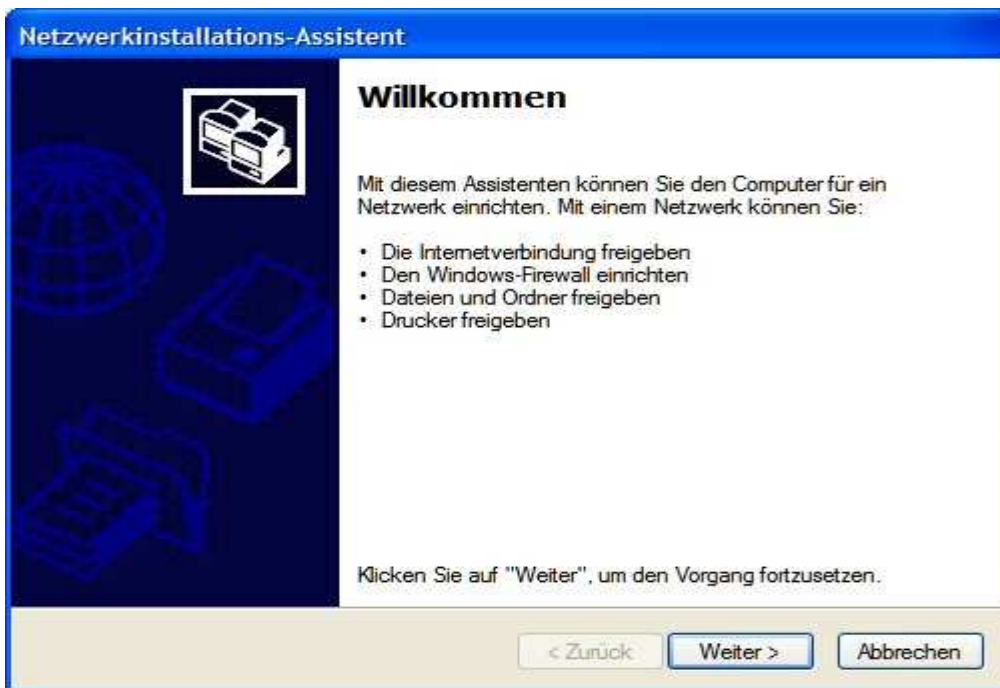 Netzwerkinstallations-Assistent
Willkommen
Mit diesem Assistenten können Sie den Computer für ein
Netzwerk einrichten. Mit einem Netzwerk können Sie:
• Die Internetverbindung freigeben
• Den Windows-Firewall einrichten
• Dateien und Ordner freigeben
• Drucker freigeben
Klicken Sie auf "Weiter", um den Vorgang fortzusetzen.
< Zurück Weiter > Abbrechen